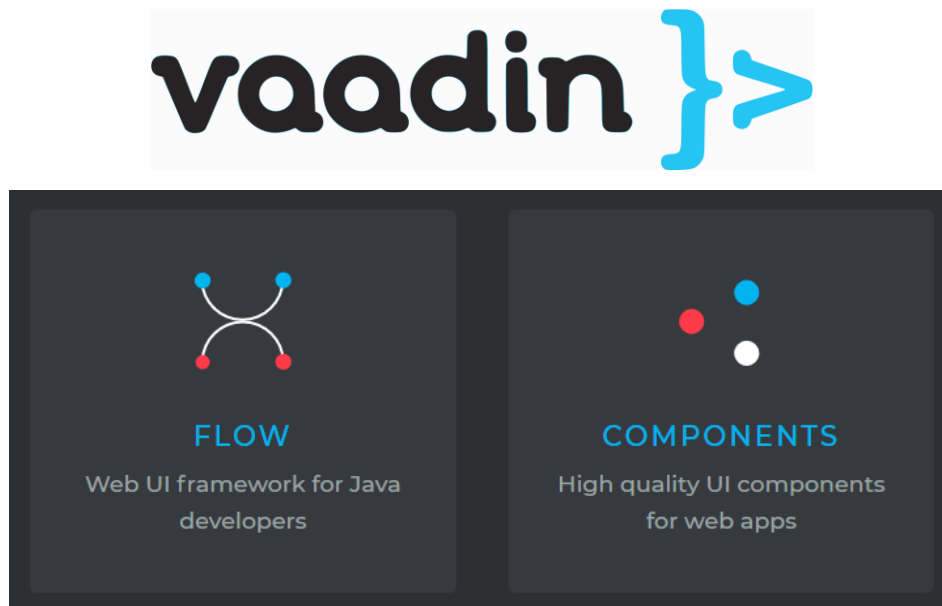 vaadin }>
FLOW
Web UI framework for Java
developers
COMPONENTS
High quality UI components
for web apps